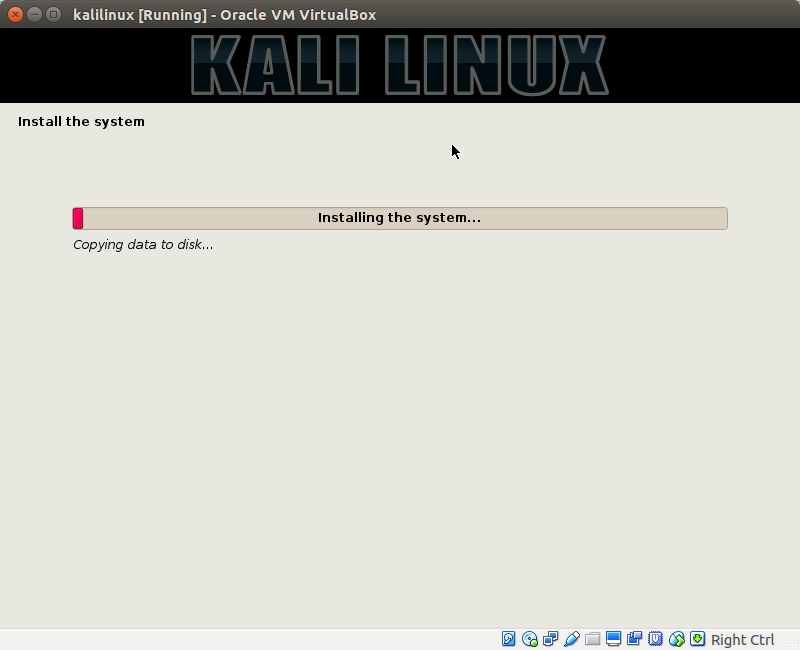 kalilinux [Running] - Oracle VM VirtualBox
KALI LINUX
Install the system
Installing the system...
Copying data to disk...
Right Ctrl